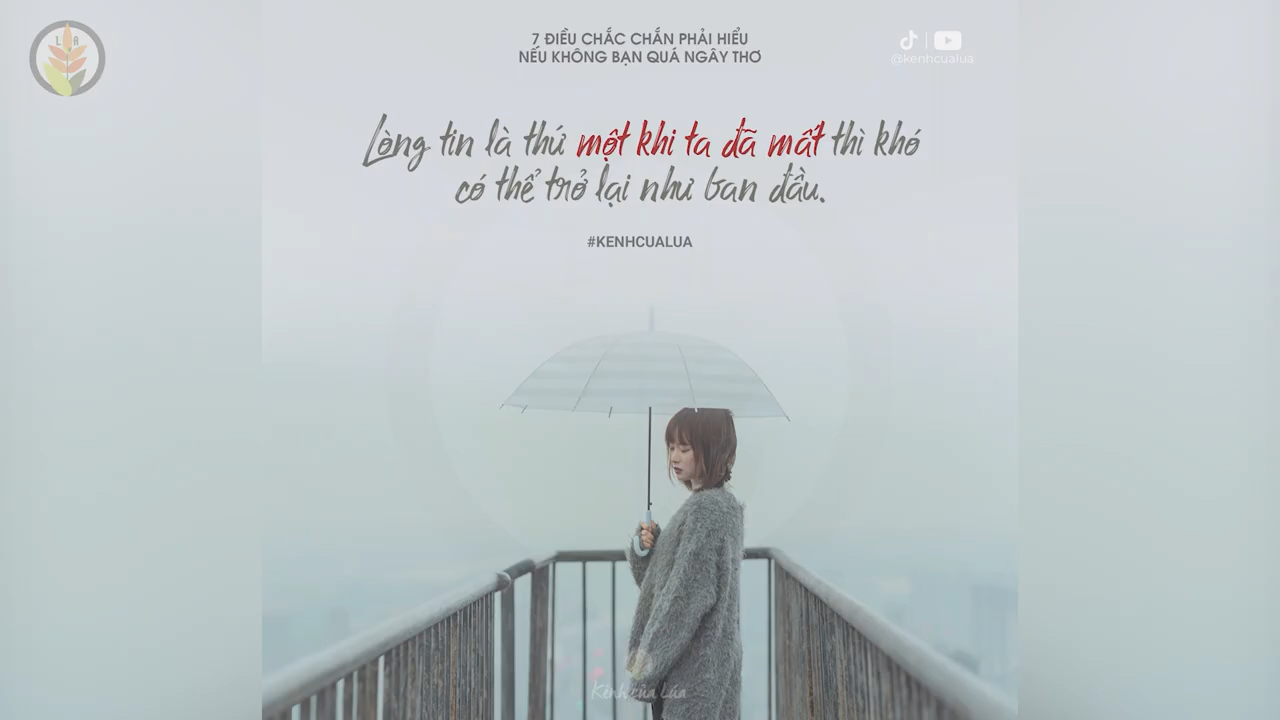 L A
7 ĐIỀU CHẮC CHẮN PHẢI HIỂU
NẾU KHÔNG BẠN QUÁ NGÂY THƠ
@kenhcualua
Lòng tin là thứ một khi ta đã mất thì khó
có thể trở lại như ban đầu.
#KENHCUALUA
Kênh của Lúa